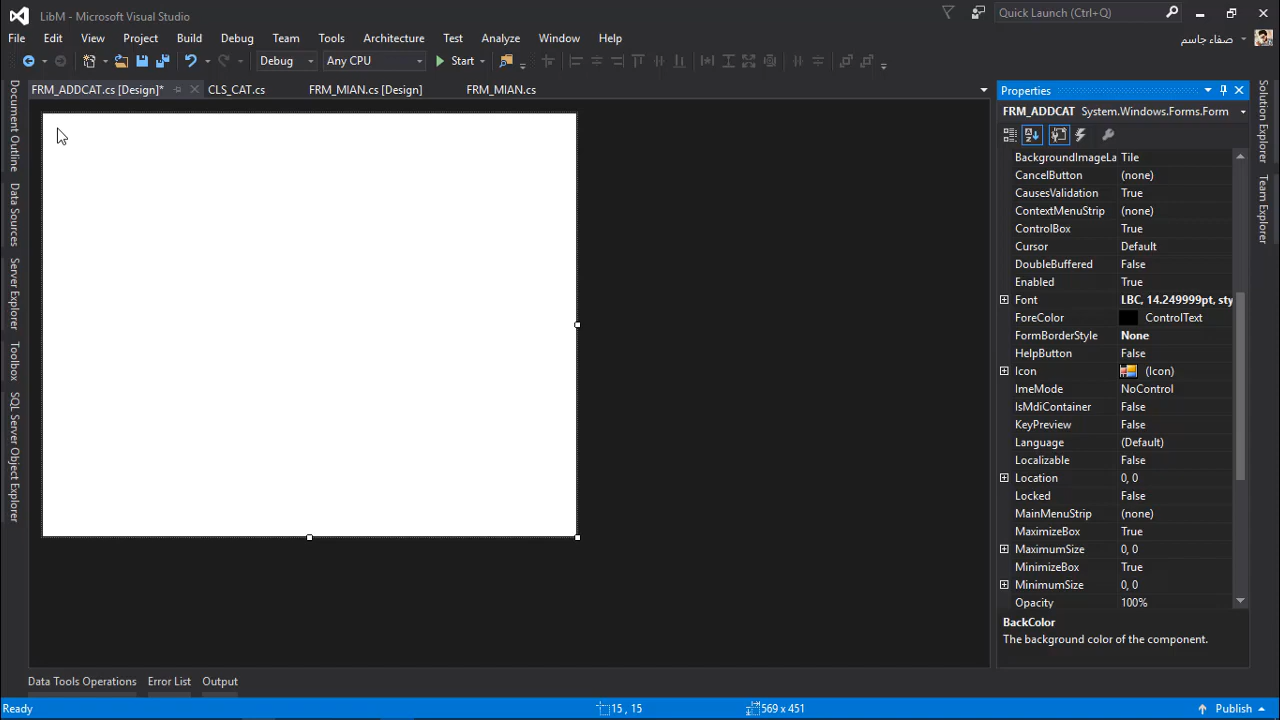 LibM - Microsoft Visual Studio
Quick Launch (Ctrl+Q)
File Edit View Project Build Debug Team Tools Architecture Test Analyze Window Help
صفاء جاسم
Debug Any CPU Start
FRM_ADDCAT.cs [Design]* CLS_CAT.cs FRM_MIAN.cs [Design] FRM_MIAN.cs
Document Outline
Data Sources
Server Explorer
Toolbox
SQL Server Object Explorer
Properties
FRM_ADDCAT System.Windows.Forms.Form
BackgroundImageLa Tile
CancelButton (none)
CausesValidation True
ContextMenuStrip (none)
ControlBox True
Cursor Default
DoubleBuffered False
Enabled True
Font LBC, 14.249999pt, sty
ForeColor ControlText
FormBorderStyle None
HelpButton False
Icon (Icon)
ImeMode NoControl
IsMdiContainer False
KeyPreview False
Language (Default)
Localizable False
Location 0, 0
Locked False
MainMenuStrip (none)
MaximizeBox True
MaximumSize 0, 0
MinimizeBox True
MinimumSize 0, 0
Opacity 100%
BackColor
The background color of the component.
Solution Explorer
Team Explorer
Data Tools Operations Error List Output
Ready 15 , 15 569 x 451 Publish